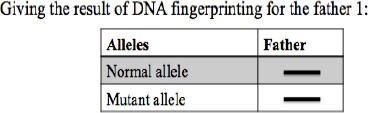 Giving the result of DNA fingerprinting for the father 1:
Alleles Father
Normal allele
Mutant allele